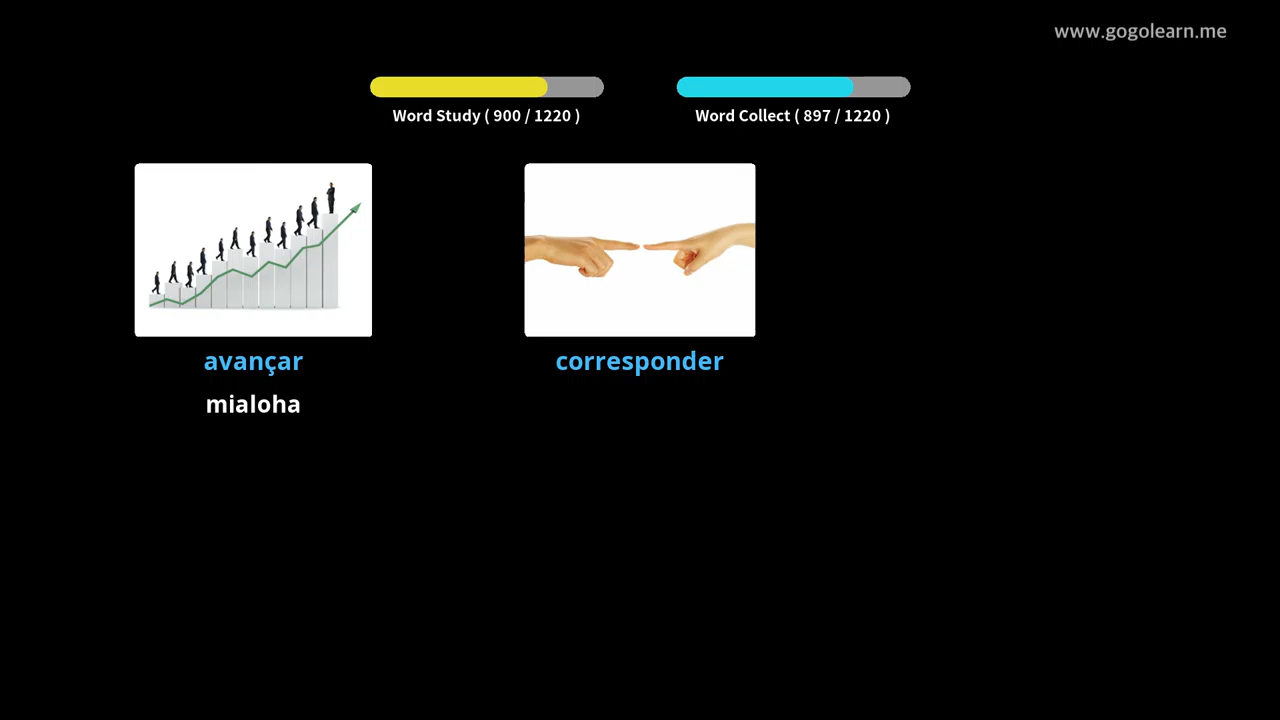 www.gogolearn.me
Word Study ( 900 / 1220 )
Word Collect ( 897 / 1220 )
avançar
mialoha
corresponder